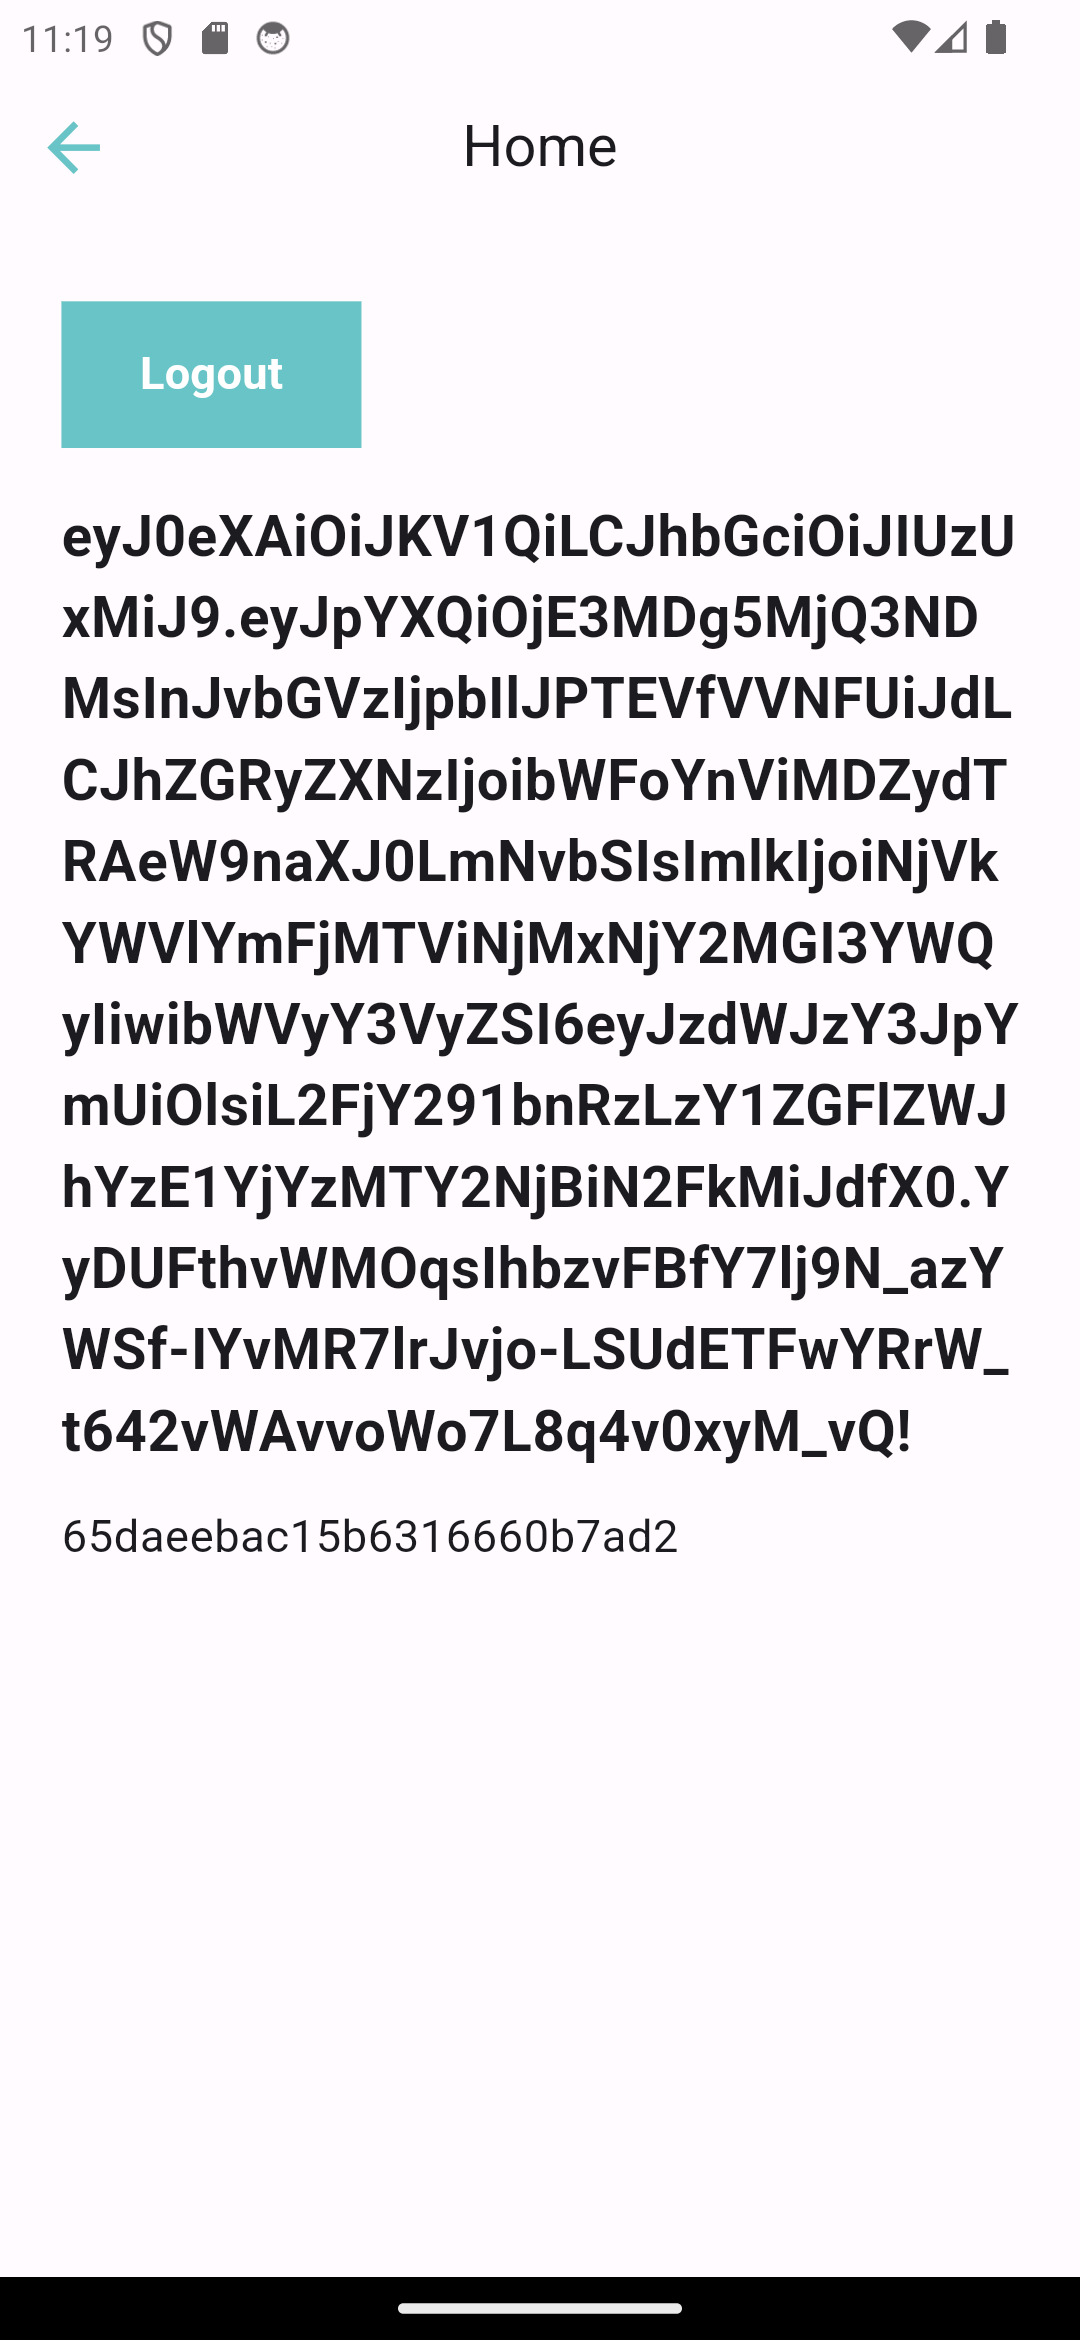 11:19
Home
Logout
eyJ0eXAiOiJKV1QiLCJhbGciOiJIUzU
xMiJ9.eyJpYXQiOjE3MDg5MjQ3ND
MsInJvbGVzIjpbIlJPTEVfVVNFUiJdL
CJhZGRyZXNzIjoibWFoYnViMDZydT
RAeW9naXJ0LmNvbSIsImlkIjoiNjVk
YWVlYmFjMTViNjMxNjY2MGI3YWQ
yIiwibWVyY3VyZSI6eyJzdWJzY3JpY
mUiOlsiL2FjY291bnRzLzY1ZGFlZWJ
hYzE1YjYzMTY2NjBiN2FkMiJdfX0.Y
yDUFthvWMOqsIhbzvFBfY7lj9N_azY
WSf-IYvMR7lrJvjo-LSUdETFwYRrW_
t642vWAvvoWo7L8q4v0xyM_vQ!
65daeebac15b6316660b7ad2